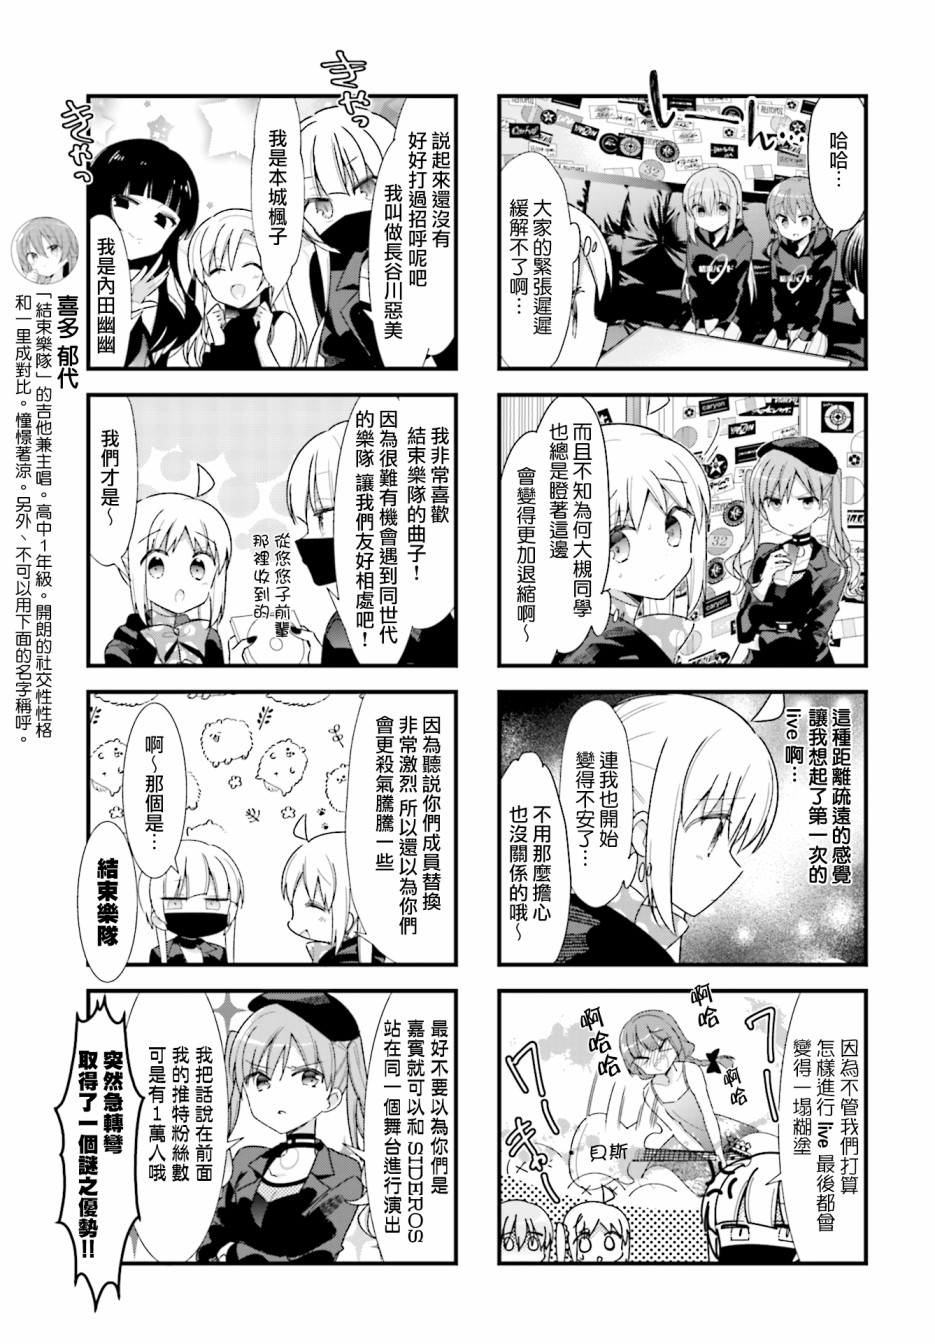 哈哈…
大家的緊張遲遲
緩解不了啊…
しーん
結束バンド
而且不知為何大槻同學
也總是瞪著這邊
會變得更加退縮啊～
caryon
32
這種距離疏遠的感覺
讓我想起了第一次的
live 啊…
連我也開始
變得不安了…
不用那麼擔心
也沒關係的哦～
因為不管我們打算
怎樣進行 live 最後都會
變得一塌糊塗
啊哈哈
啊哈哈
啊哈
貝斯
說起來還沒有
好好打過招呼呢吧
我叫做長谷川惡美
我是本城楓子
我是內田幽幽
きゃっ
きゃっ
我非常喜歡
結束樂隊的曲子！
因為很難有機會遇到同世代
的樂隊 讓我們友好相處吧！
從悠悠子前輩
那裡收到的
我們才是～
因為聽說你們成員替換
非常激烈 所以還以為你們
會更殺氣騰騰一些
啊～那個是…
結束樂隊
最好不要以為你們是
嘉賓就可以和 SIDEROS
站在同一個舞台進行演出
我把話說在前面
我的推特粉絲數
可是有1萬人哦
突然急轉彎
取得了一個謎之優勢!!
喜多 郁代
「結束樂隊」的吉他兼主唱。高中1年級。開朗的社交性性格
和一里成對比。憧憬著涼。另外、不可以用下面的名字稱呼。